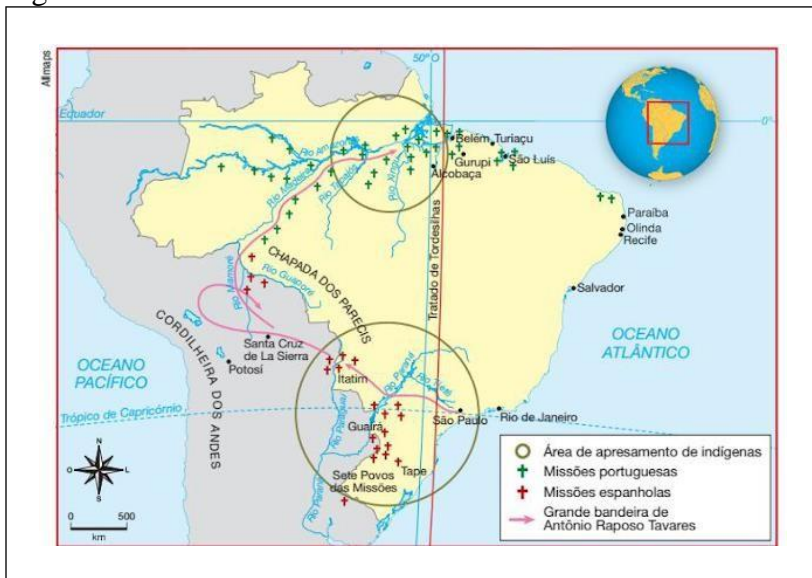 Allmaps
50º O
Equador
0º
Rio Amazonas
Belém
Turiaçu
São Luís
Gurupi
Alcobaça
Rio Madeira
Rio Tapajós
Rio Xingu
Paraíba
Olinda
Recife
Tratado de Tordesilhas
CHAPADA DOS PARECIS
Rio Guaporé
Rio Mamoré
Salvador
CORDILHEIRA DOS ANDES
Santa Cruz
de La Sierra
Potosí
OCEANO
PACÍFICO
OCEANO
ATLÂNTICO
Itatim
Rio Paraná
Rio Tietê
Trópico de Capricórnio
São Paulo
Rio de Janeiro
Guairá
Rio Paraguai
Tape
Sete Povos
das Missões
Rio Paraná
N
O
L
S
0
500
km
Área de apresamento de indígenas
Missões portuguesas
Missões espanholas
Grande bandeira de
Antônio Raposo Tavares